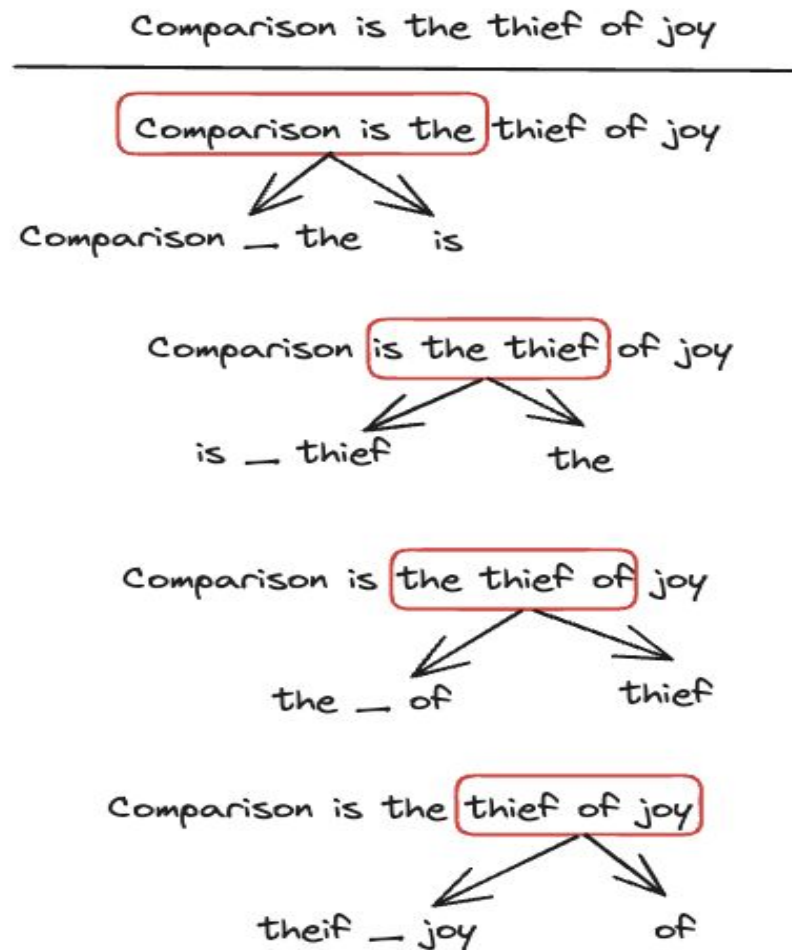 Comparison is the thief of joy
Comparison is the thief of joy
Comparison _ the is
Comparison is the thief of joy
is _ thief the
Comparison is the thief of joy
the _ of thief
Comparison is the thief of joy
theif _ joy of